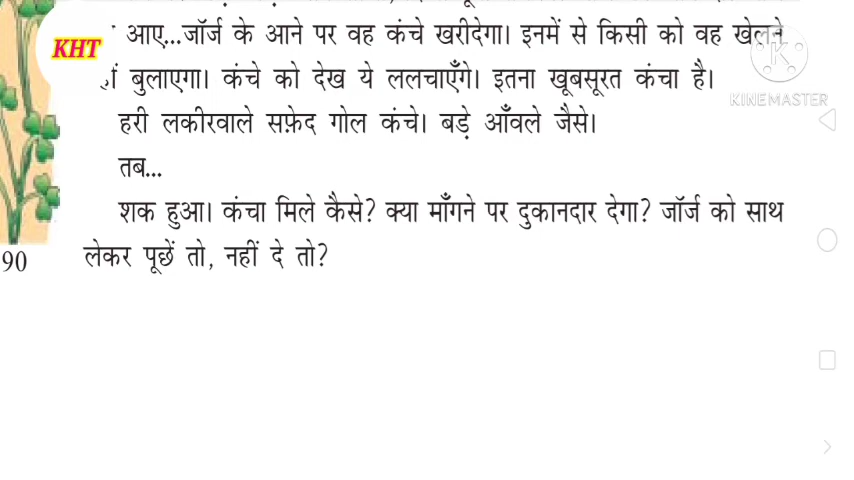 KHT
आए...जॉर्ज के आने पर वह कंचे खरीदेगा। इनमें से किसी को वह खेलने
बुलाएगा। कंचे को देख ये ललचाएँगे। इतना खूबसूरत कंचा है।
KINEMASTER
हरी लकीरवाले सफ़ेद गोल कंचे। बड़े आँवले जैसे।
तब...
शक हुआ। कंचा मिले कैसे? क्या माँगने पर दुकानदार देगा? जॉर्ज को साथ
लेकर पूछें तो, नहीं दे तो?
90